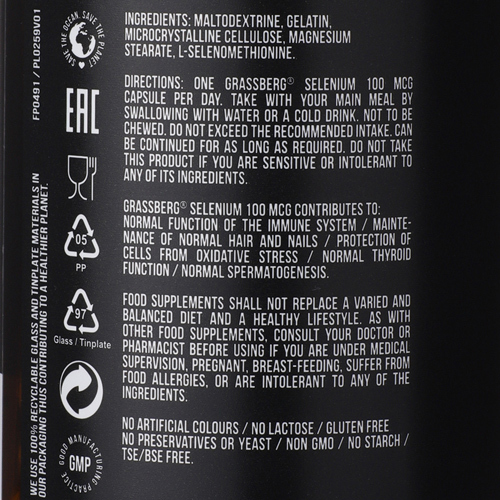 INGREDIENTS: MALTODEXTRINE, GELATIN,
MICROCRYSTALLINE CELLULOSE, MAGNESIUM
STEARATE, L-SELENOMETHIONINE.
DIRECTIONS: ONE GRASSBERG® SELENIUM 100 MCG
CAPSULE PER DAY. TAKE WITH YOUR MAIN MEAL BY
SWALLOWING WITH WATER OR A COLD DRINK. NOT TO BE
CHEWED. DO NOT EXCEED THE RECOMMENDED INTAKE. CAN
BE CONTINUED FOR AS LONG AS REQUIRED. DO NOT TAKE
THIS PRODUCT IF YOU ARE SENSITIVE OR INTOLERANT TO
ANY OF ITS INGREDIENTS.
GRASSBERG® SELENIUM 100 MCG CONTRIBUTES TO:
NORMAL FUNCTION OF THE IMMUNE SYSTEM / MAINTE-
NANCE OF NORMAL HAIR AND NAILS / PROTECTION OF
CELLS FROM OXIDATIVE STRESS / NORMAL THYROID
FUNCTION / NORMAL SPERMATOGENESIS.
FOOD SUPPLEMENTS SHALL NOT REPLACE A VARIED AND
BALANCED DIET AND A HEALTHY LIFESTYLE. AS WITH
OTHER FOOD SUPPLEMENTS, CONSULT YOUR DOCTOR OR
PHARMACIST BEFORE USING IF YOU ARE UNDER MEDICAL
SUPERVISION, PREGNANT, BREAST-FEEDING, SUFFER FROM
FOOD ALLERGIES, OR ARE INTOLERANT TO ANY OF THE
INGREDIENTS.
NO ARTIFICIAL COLOURS / NO LACTOSE / GLUTEN FREE
NO PRESERVATIVES OR YEAST / NON GMO / NO STARCH /
TSE/BSE FREE.
SAVE THE OCEAN. SAVE THE PLANET.
EAC
05
PP
97
Glass / Tinplate
GOOD MANUFACTURING PRACTICE
GMP
FP0491 / PL0259V01
WE USE 100% RECYCLABLE GLASS AND TINPLATE MATERIALS IN
OUR PACKAGING THUS CONTRIBUTING TO A HEALTHIER PLANET.